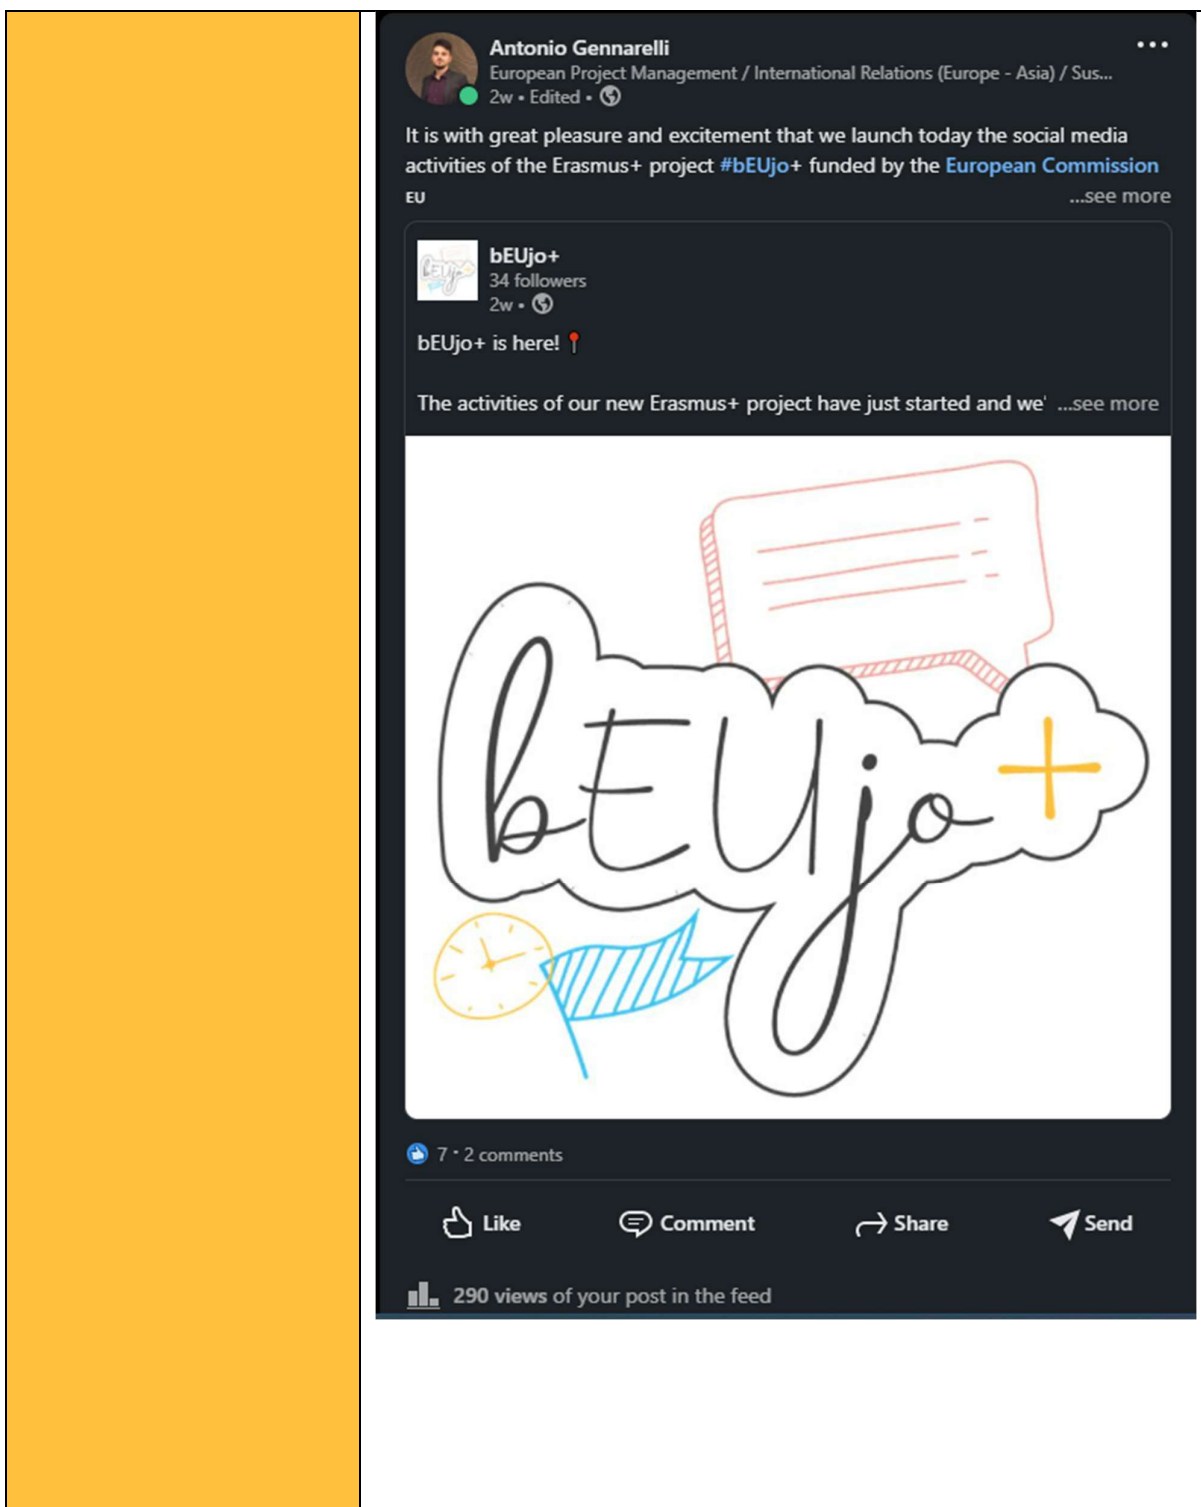 Antonio Gennarelli
European Project Management / International Relations (Europe - Asia) / Sus...
2w • Edited •
It is with great pleasure and excitement that we launch today the social media
activities of the Erasmus+ project #bEUjo+ funded by the European Commission
EU ...see more
bEUjo+
bEUjo+
34 followers
2w •
bEUjo+ is here!
The activities of our new Erasmus+ project have just started and we' ...see more
bEUjo+
7 • 2 comments
Like Comment Share Send
290 views of your post in the feed